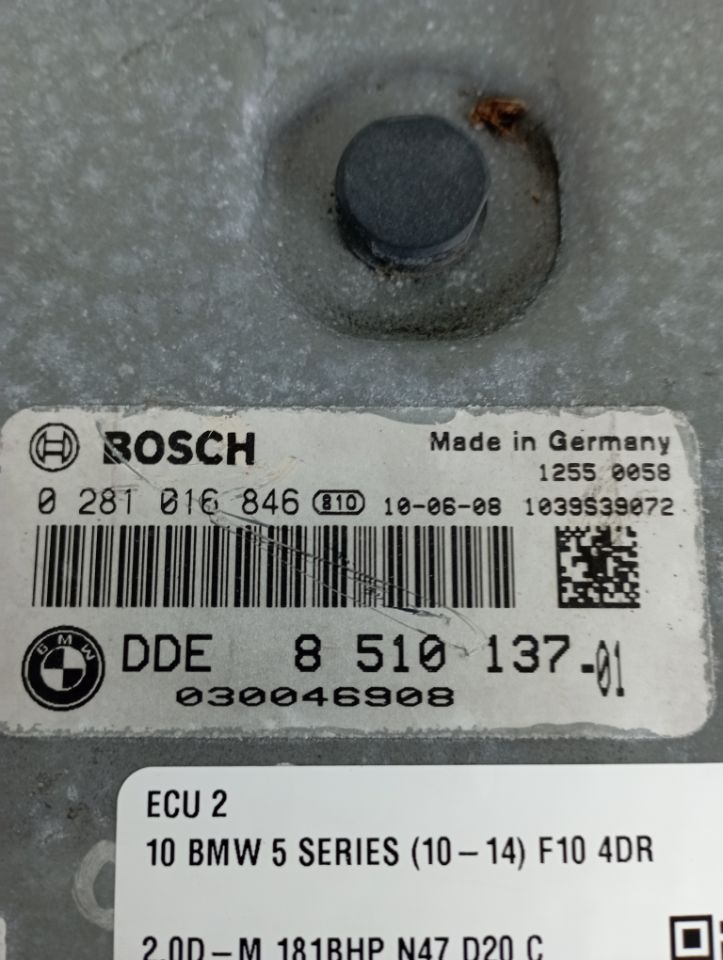 BOSCH Made in Germany
1255 0058
0 281 016 846 810 10-06-08 1039S39072
BMW DDE 8 510 137-01
030046908
ECU 2
10 BMW 5 SERIES (10-14) F10 4DR
2.0D-M 181BHP N47 D20 C